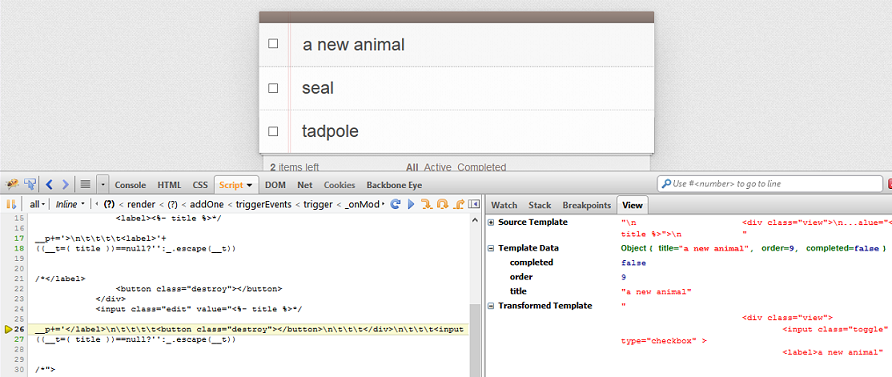 a new animal
seal
tadpole
2 items left All Active Completed
Console HTML CSS Script DOM Net Cookies Backbone Eye
Use #<number> to go to line
all Inline (?) < render < (?) < addOne < triggerEvents < trigger < _onMod
Watch Stack Breakpoints View
15 <label><%- title %>*/
16
17 __p+='>\n\t\t\t\t<label>'+
18 ((__t=( title ))==null?'':_.escape(__t))
19
20
21 /*</label>
22 <button class="destroy"></button>
23 </div>
24 <input class="edit" value="<%- title %>*/
25
26 __p+='</label>\n\t\t\t\t<button class="destroy"></button>\n\t\t\t</div>\n\t\t\t<input
27 ((__t=( title ))==null?'':_.escape(__t))
28
29
30 /*">
Source Template "\n <div class="view">\n...alue="<
title %>">\n "
Template Data Object { title="a new animal", order=9, completed=false }
completed false
order 9
title "a new animal"
Transformed Template "
<div class="view">
<input class="toggle"
type="checkbox" >
<label>a new animal"